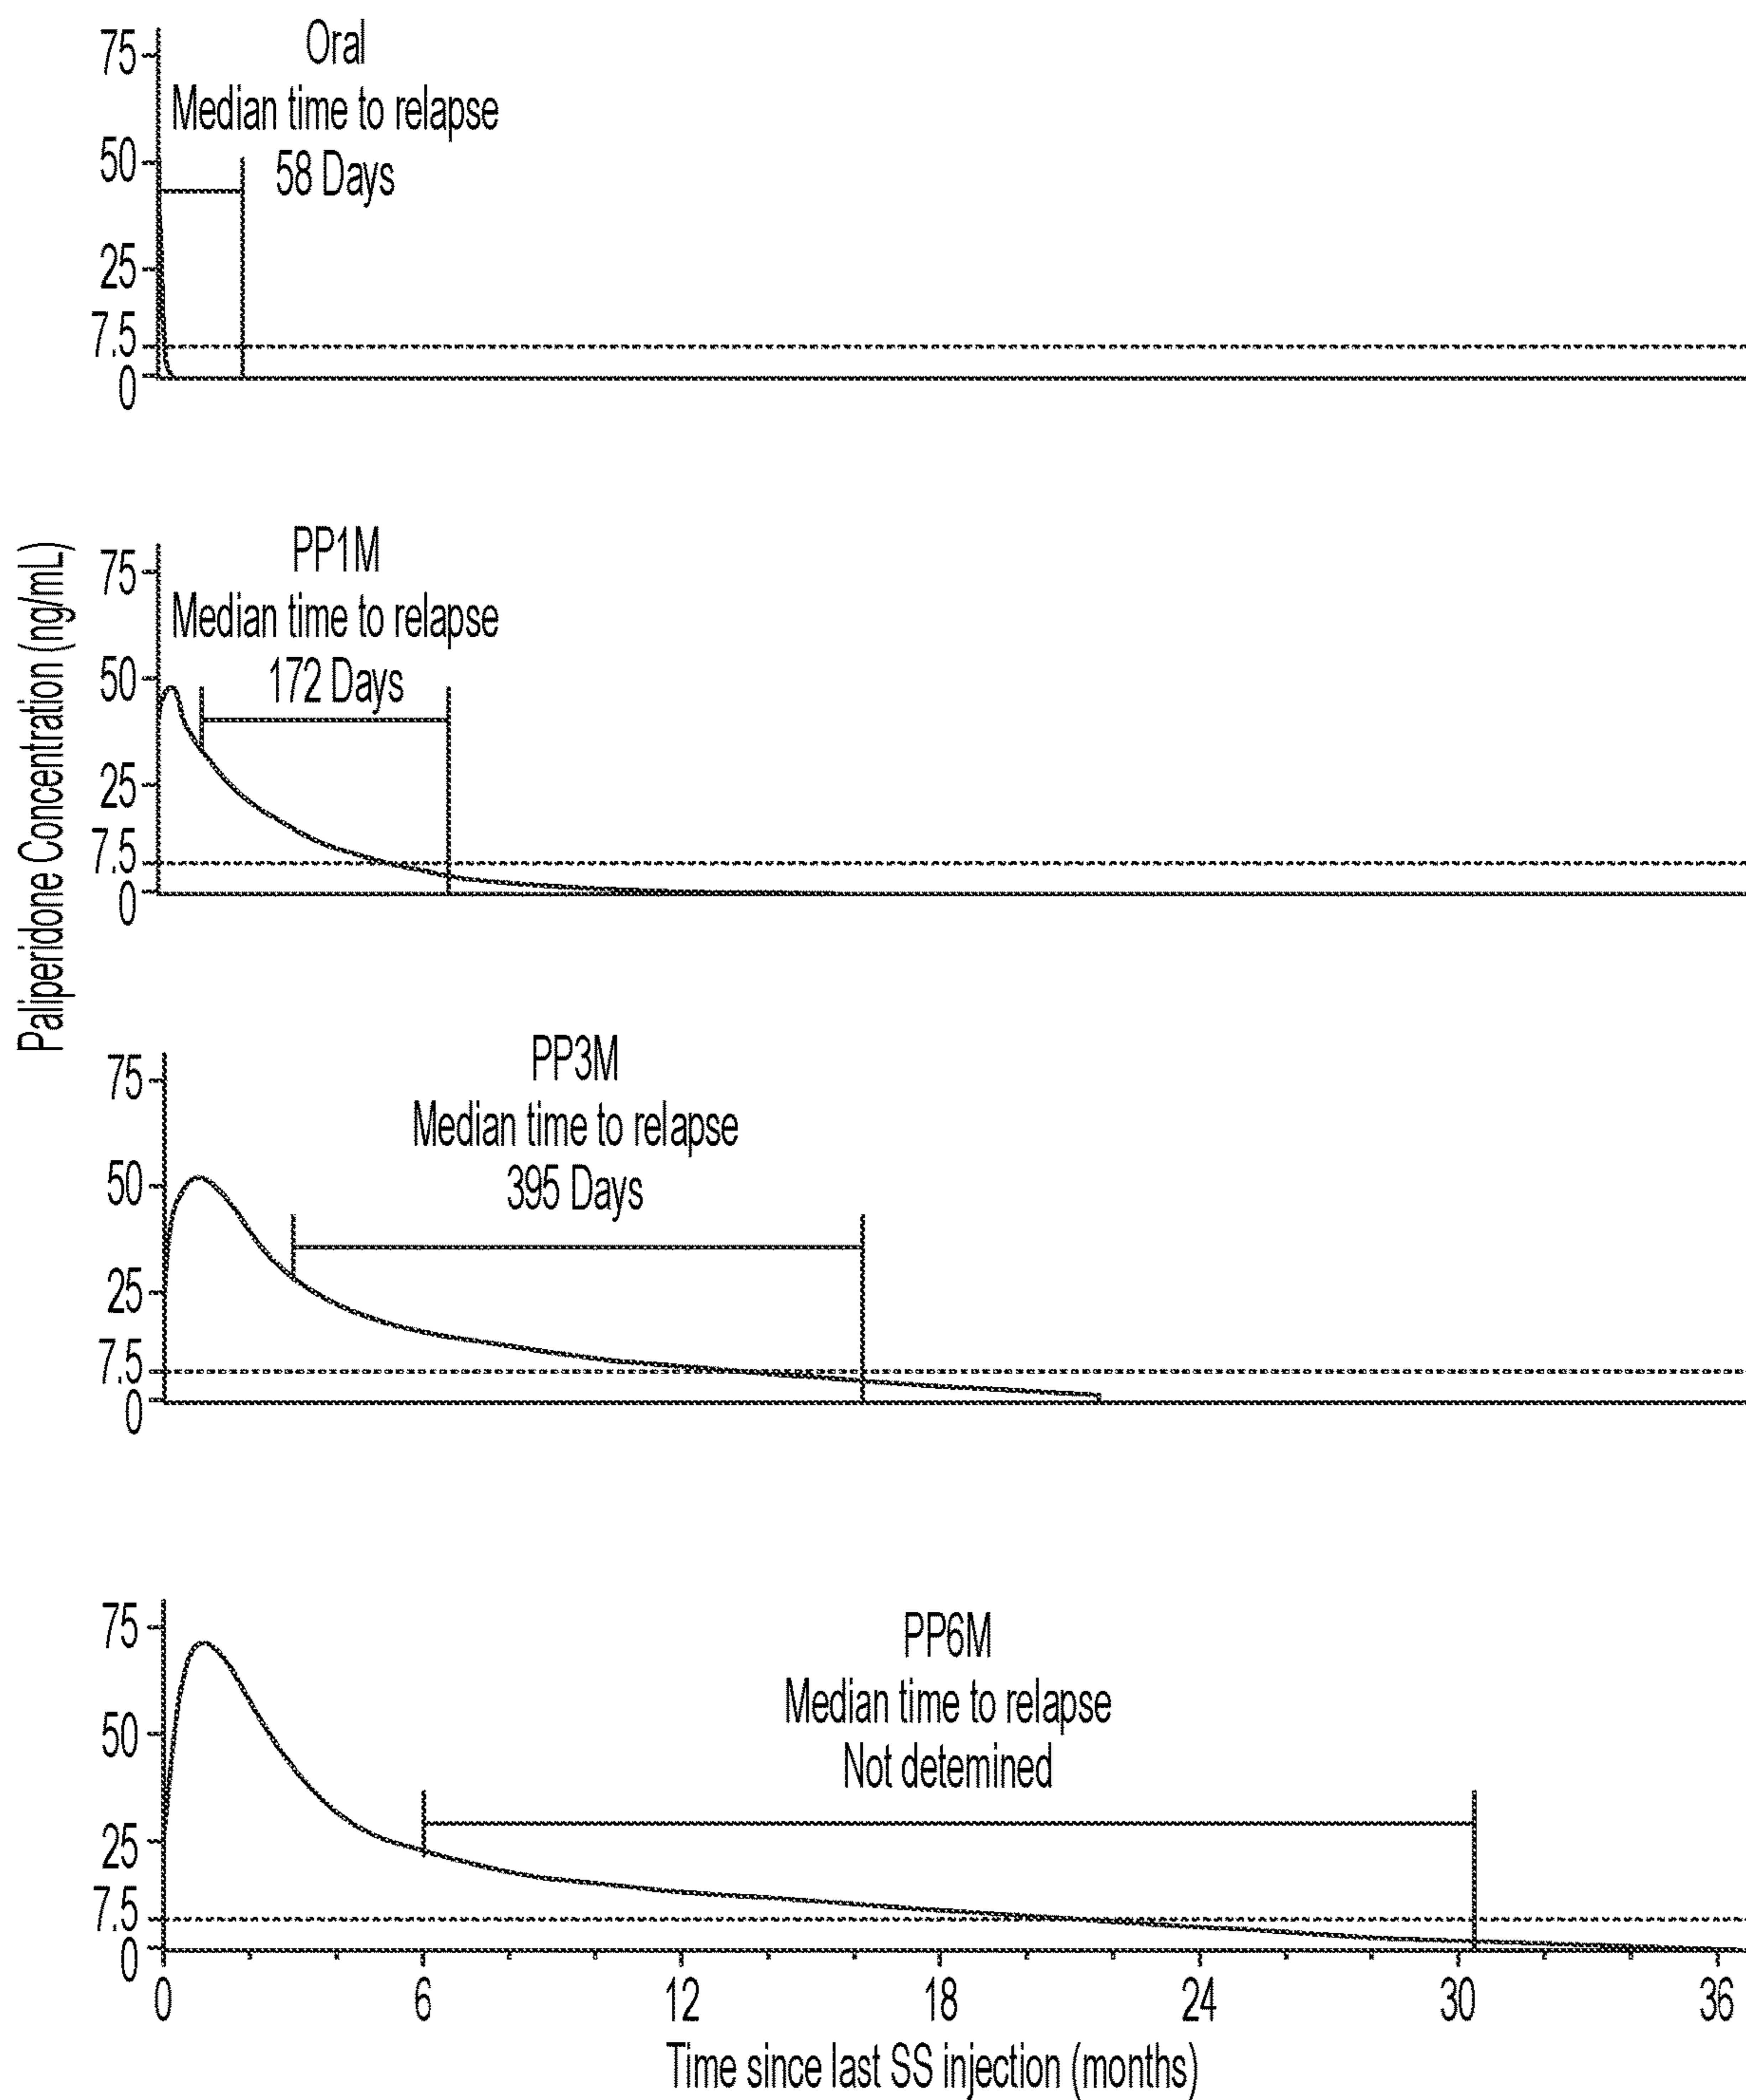 Paliperidone Concentration (ng/mL)
75
50
25
7.5
0
Oral
Median time to relapse
58 Days
75
50
25
7.5
0
PP1M
Median time to relapse
172 Days
75
50
25
7.5
0
PP3M
Median time to relapse
395 Days
75
50
25
7.5
0
PP6M
Median time to relapse
Not detemined
0 6 12 18 24 30 36
Time since last SS injection (months)